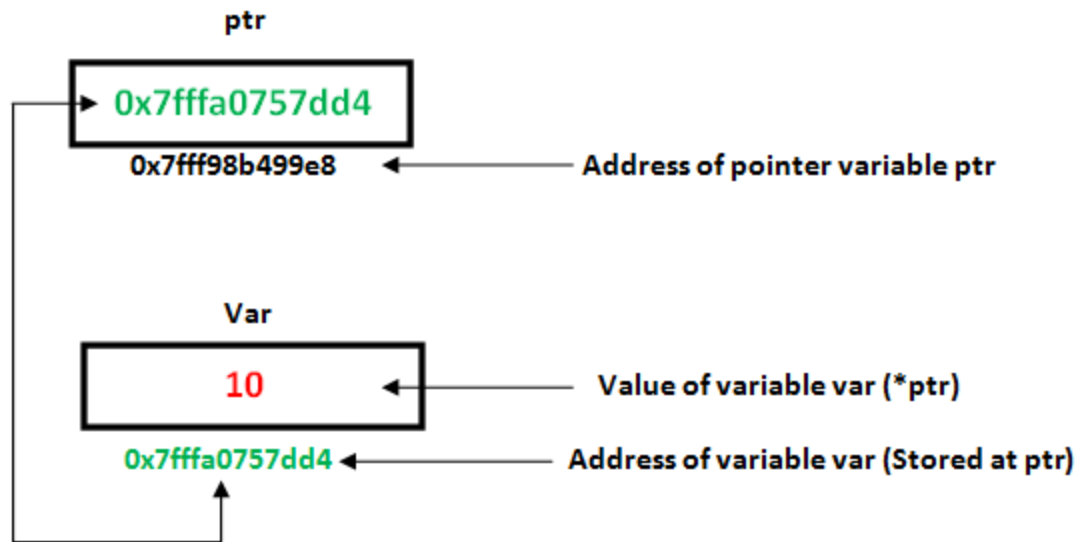 ptr
0x7fffa0757dd4
0x7fff98b499e8
Address of pointer variable ptr
Var
10
Value of variable var (*ptr)
0x7fffa0757dd4
Address of variable var (Stored at ptr)